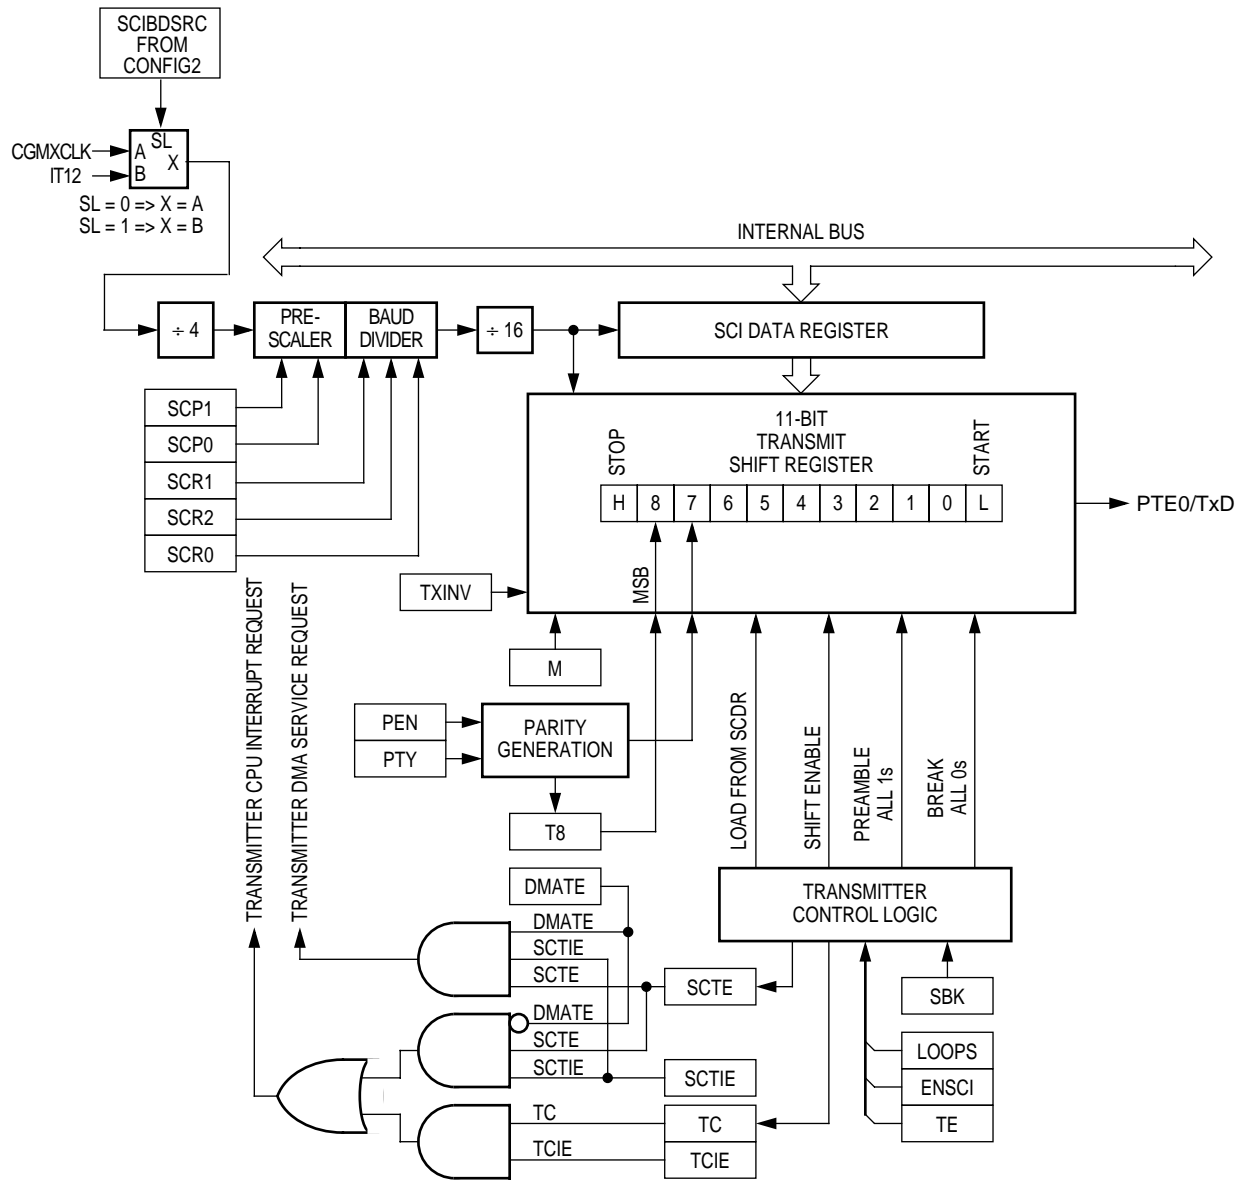 SCIBDSRC
FROM
CONFIG2
SL
CGMXCLK
A
X
IT12
B
SL = 0 => X = A
SL = 1 => X = B
INTERNAL BUS
÷ 4
PRE-
SCALER
BAUD
DIVIDER
÷ 16
SCI DATA REGISTER
SCP1
SCP0
SCR1
SCR2
SCR0
11-BIT
TRANSMIT
SHIFT REGISTER
STOP
START
H 8 7 6 5 4 3 2 1 0 L
PTE0/TxD
MSB
TXINV
M
TRANSMITTER CPU INTERRUPT REQUEST
TRANSMITTER DMA SERVICE REQUEST
PEN
PTY
PARITY
GENERATION
T8
LOAD FROM SCDR
SHIFT ENABLE
PREAMBLE
ALL 1s
BREAK
ALL 0s
TRANSMITTER
CONTROL LOGIC
DMATE
DMATE
SCTIE
SCTE
SCTE
SBK
DMATE
SCTE
SCTIE
SCTIE
LOOPS
ENSCI
TE
TC
TC
TCIE
TCIE